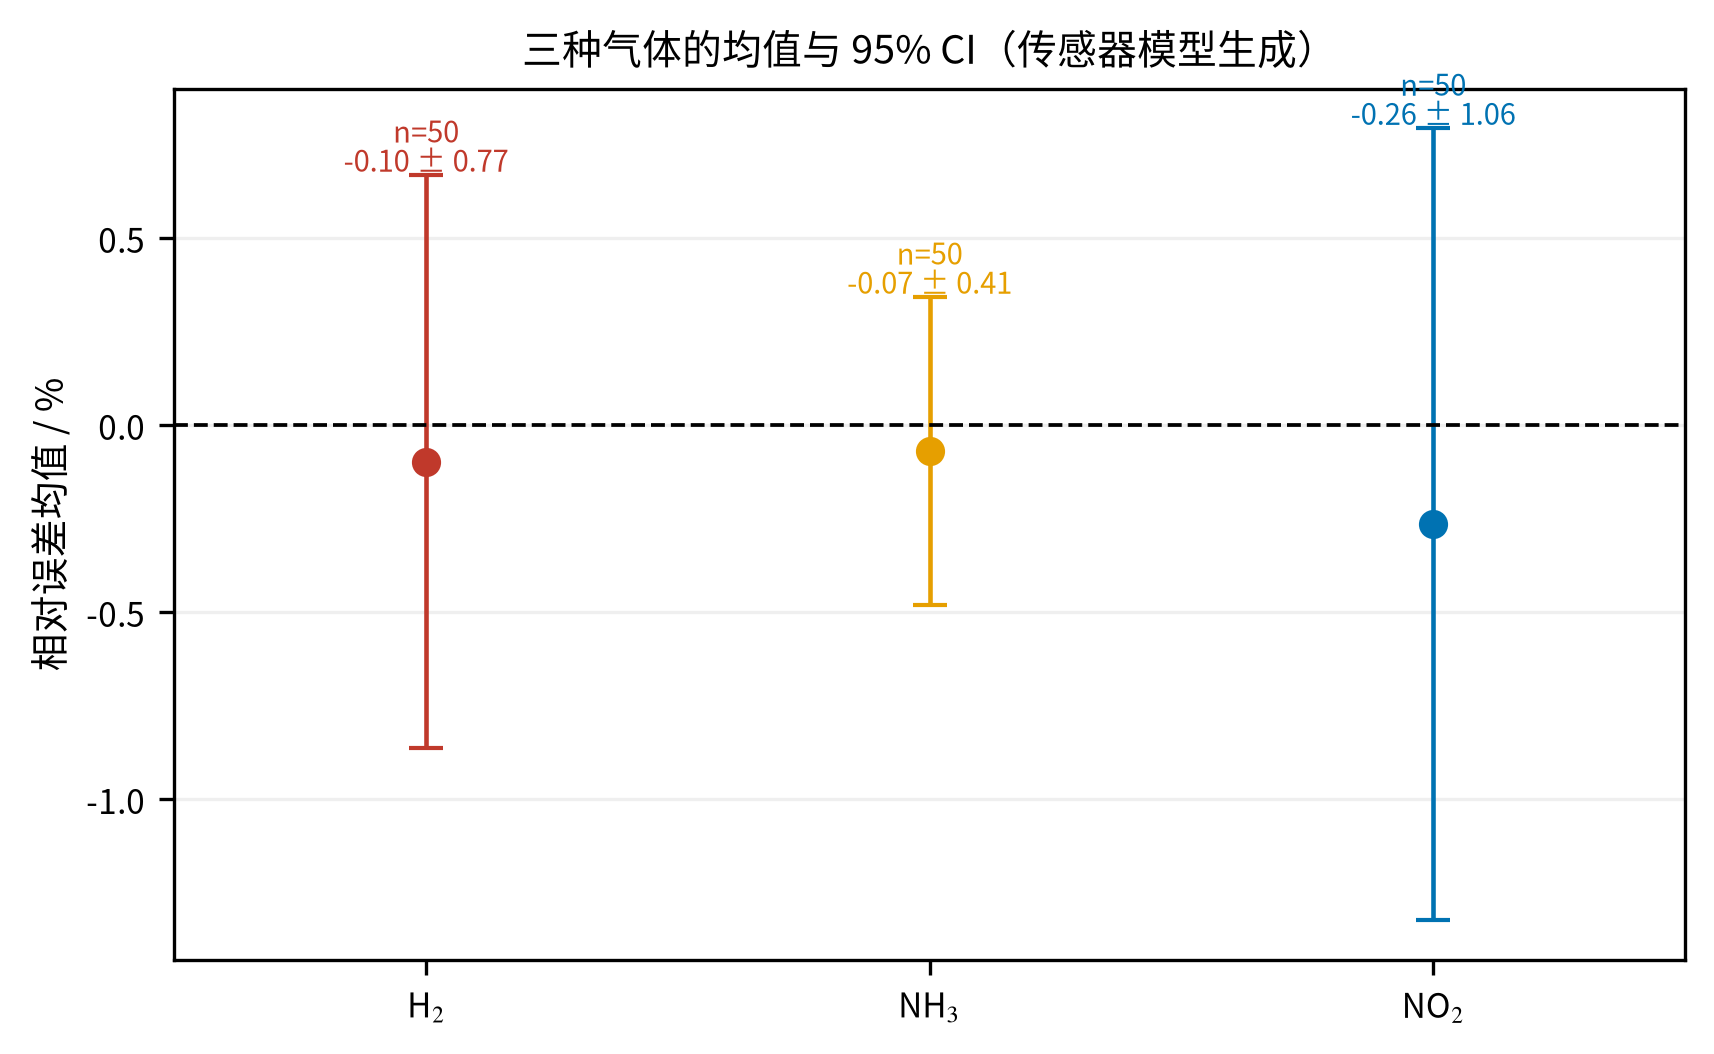 三种气体的均值与 95% CI（传感器模型生成）
n=50
-0.26 ± 1.06
n=50
-0.10 ± 0.77
n=50
-0.07 ± 0.41
相对误差均值 / %
0.5
0.0
-0.5
-1.0
H₂
NH₃
NO₂